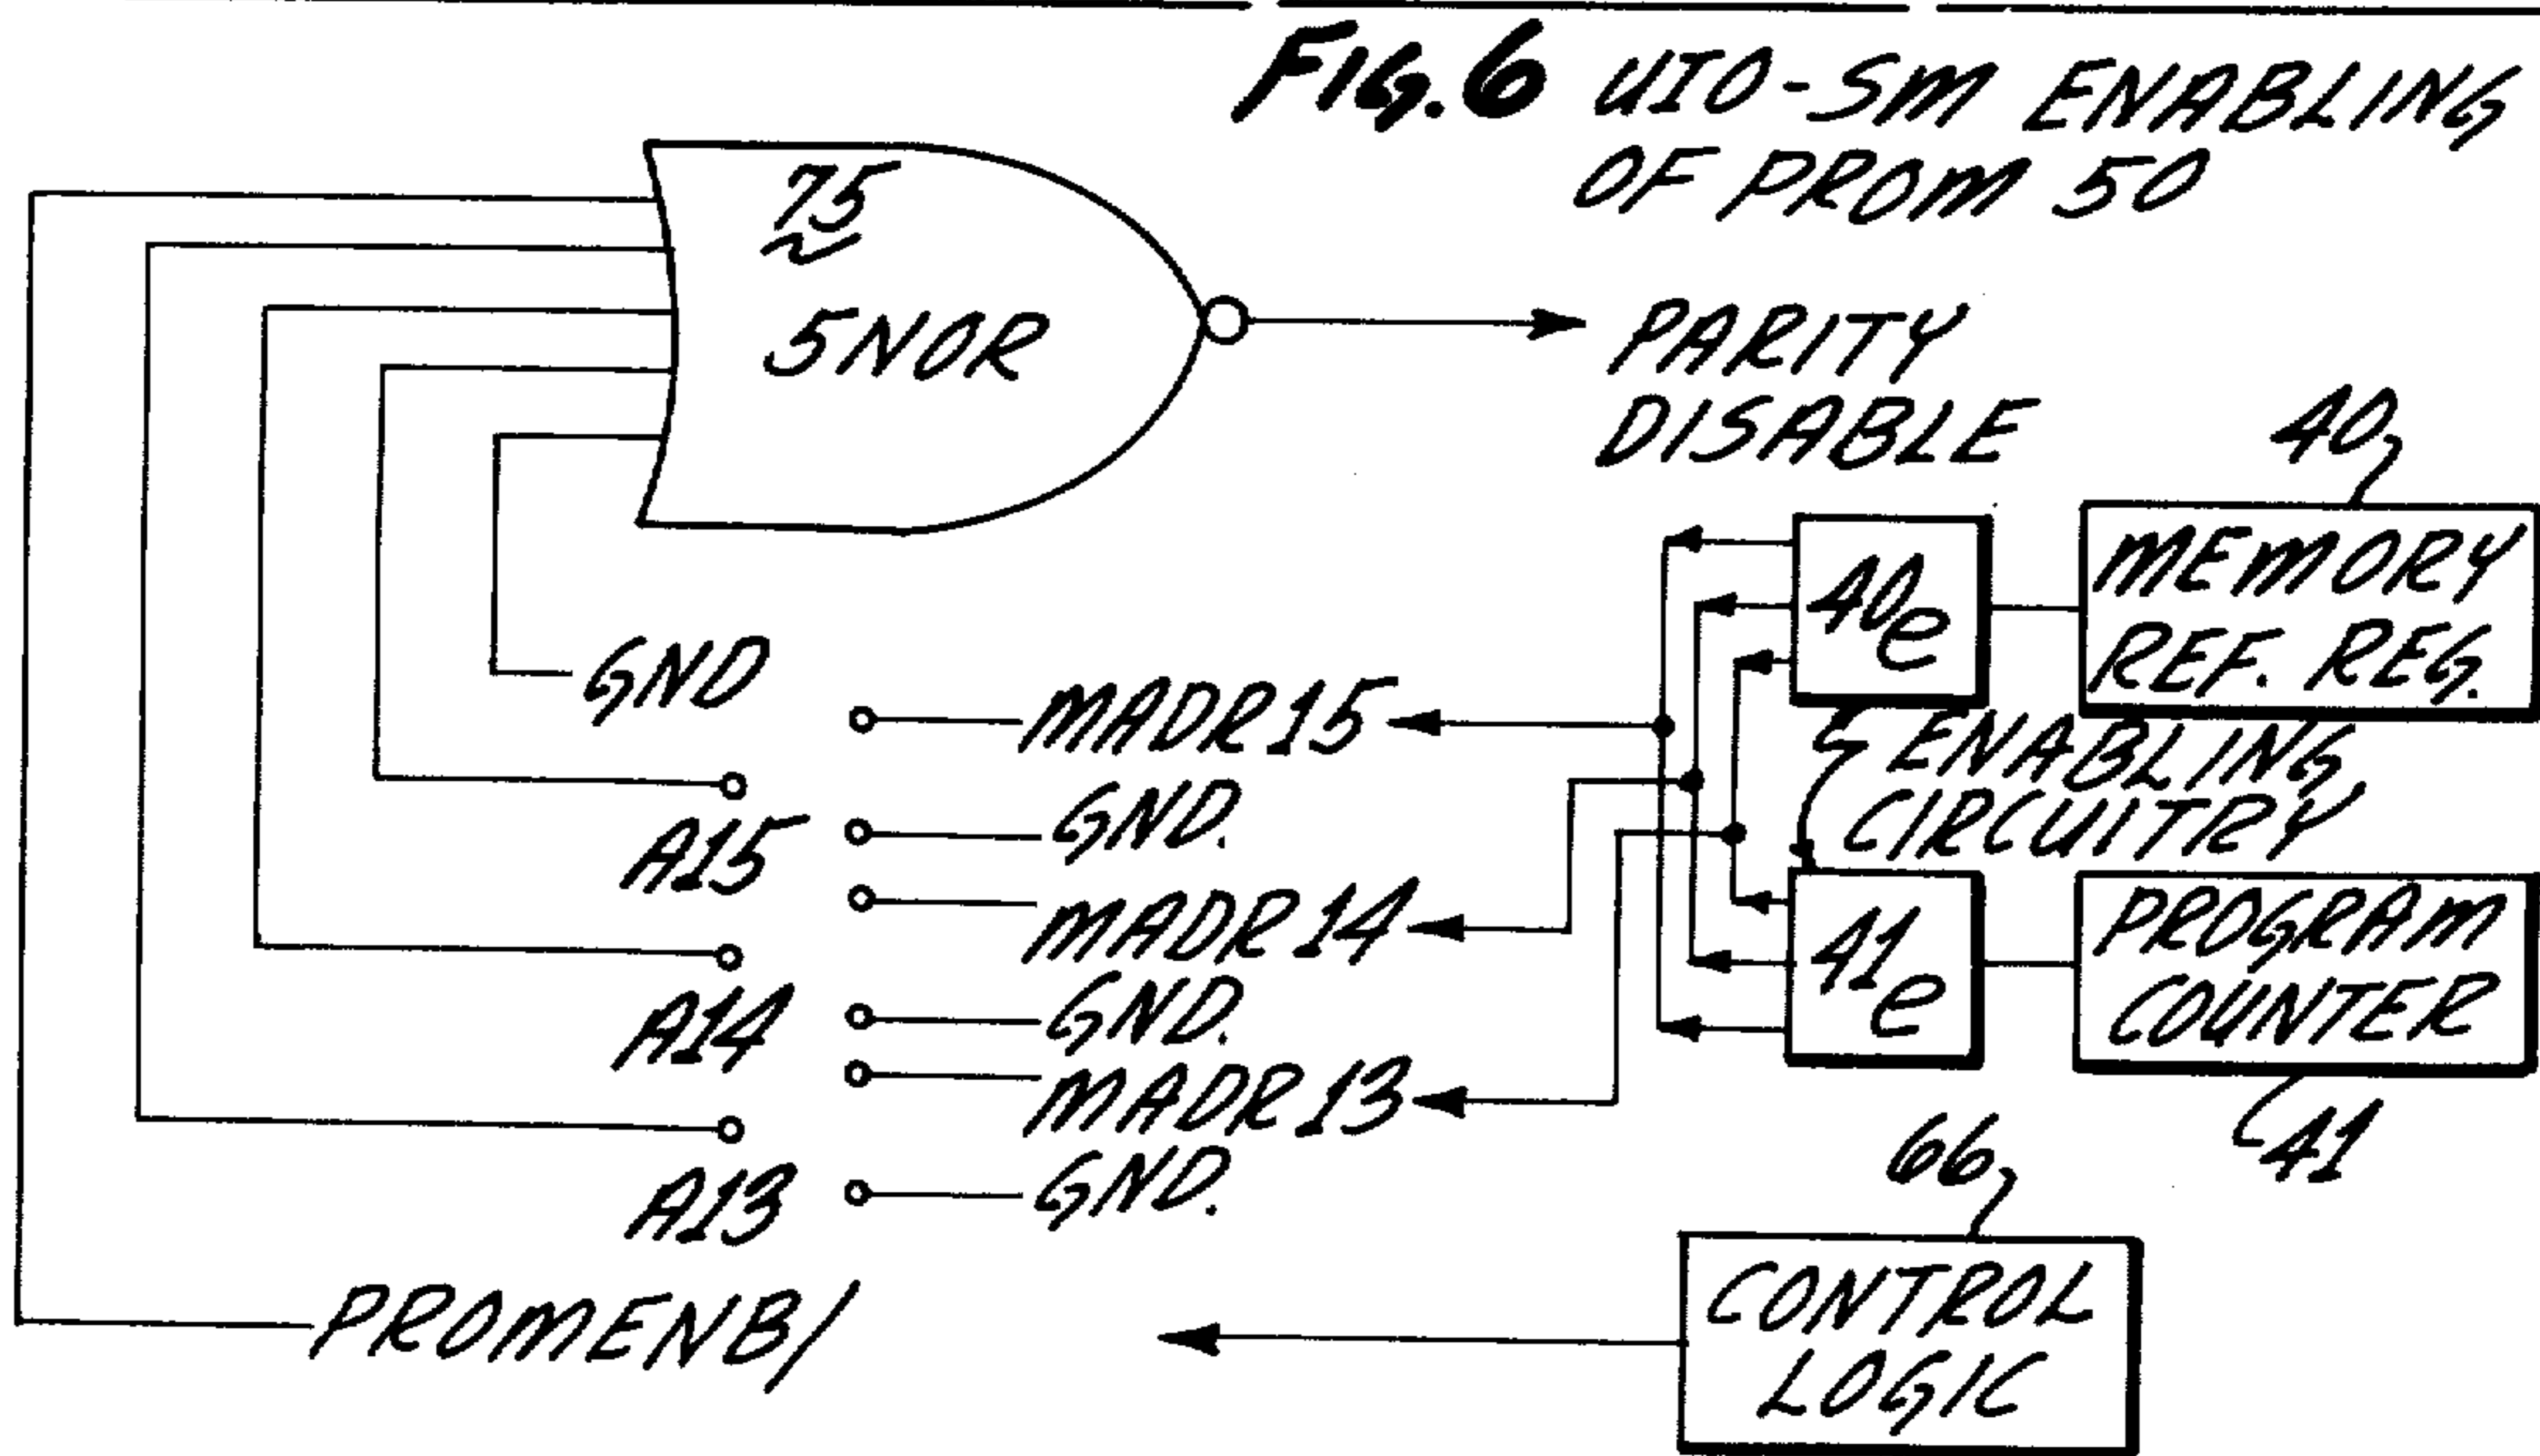 FIG. 6 UIO-SM ENABLING
OF PROM 50
75
5NOR
PARITY
DISABLE
40
40e
MEMORY
REF. REG.
GND
MADR15
ENABLING
CIRCUITRY
GND.
A15
MADR14
41e
PROGRAM
COUNTER
A14
GND.
MADR13
41
A13
GND.
66
PROMENB/
CONTROL
LOGIC